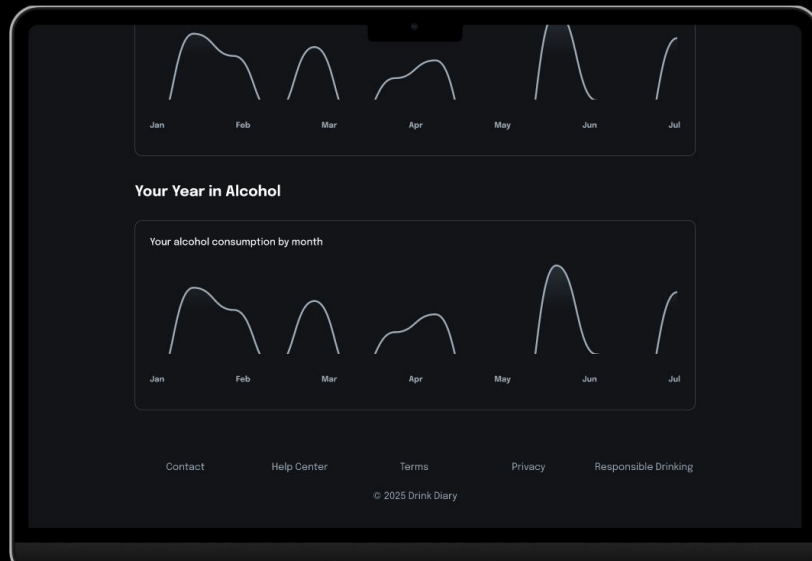 Jan Feb Mar Apr May Jun Jul
Your Year in Alcohol
Your alcohol consumption by month
Jan Feb Mar Apr May Jun Jul
Contact Help Center Terms Privacy Responsible Drinking
© 2025 Drink Diary